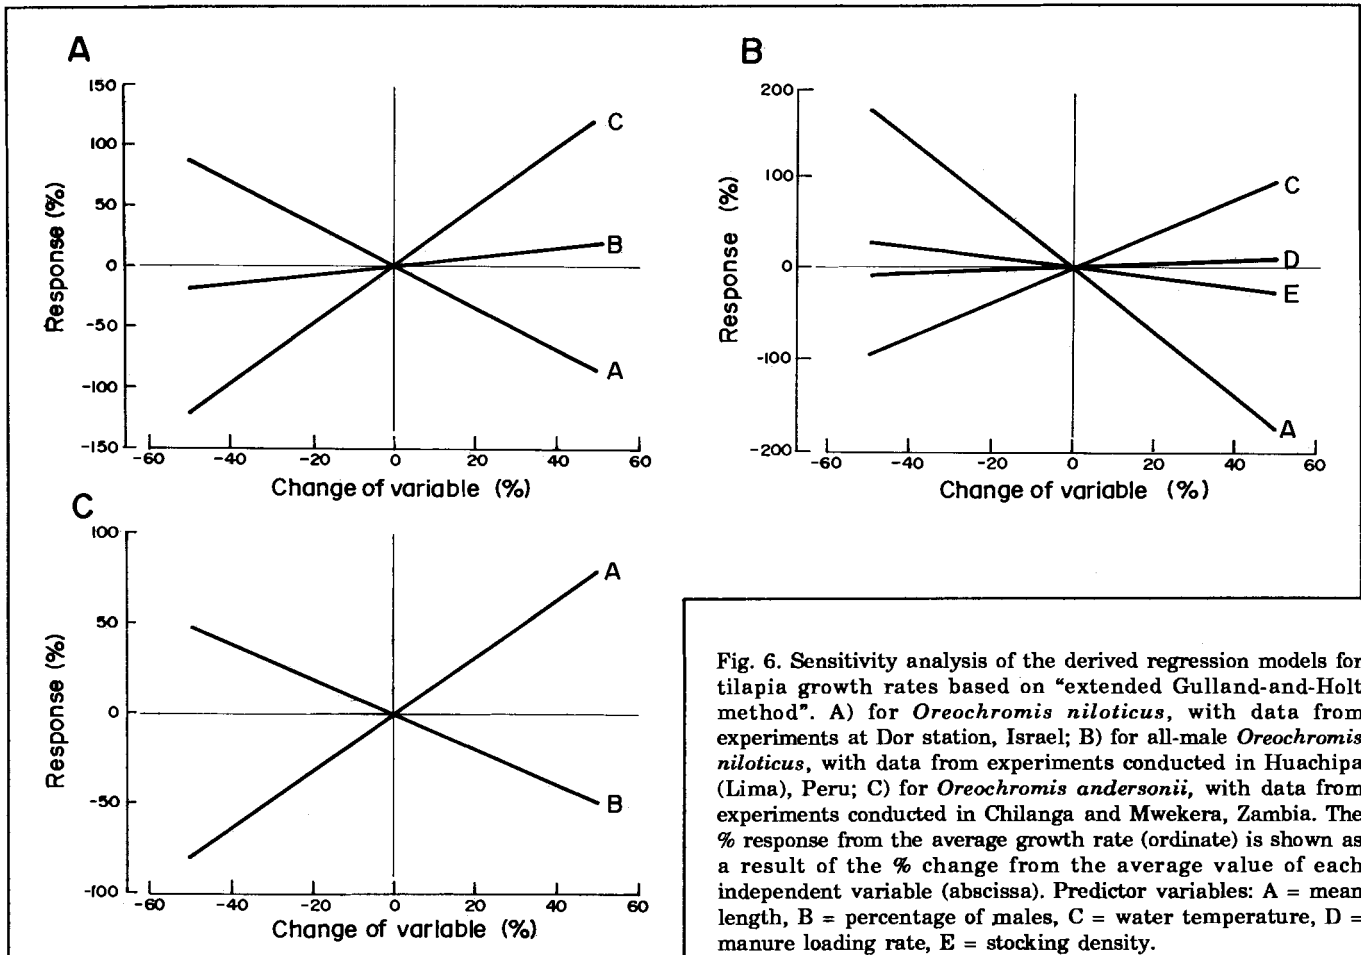 A
150
100
50
0
-50
-100
-150
Response (%)
C
B
A
-60 -40 -20 0 20 40 60
Change of variable (%)
B
200
100
0
-100
-200
Response (%)
C
D
E
A
-60 -40 -20 0 20 40 60
Change of variable (%)
C
100
50
0
-50
-100
Response (%)
A
B
-60 -40 -20 0 20 40 60
Change of variable (%)
Fig. 6. Sensitivity analysis of the derived regression models for
tilapia growth rates based on “extended Gulland-and-Holt
method”. A) for Oreochromis niloticus, with data from
experiments at Dor station, Israel; B) for all-male Oreochromis
niloticus, with data from experiments conducted in Huachipa
(Lima), Peru; C) for Oreochromis andersonii, with data from
experiments conducted in Chilanga and Mwekera, Zambia. The
% response from the average growth rate (ordinate) is shown as
a result of the % change from the average value of each
independent variable (abscissa). Predictor variables: A = mean
length, B = percentage of males, C = water temperature, D =
manure loading rate, E = stocking density.